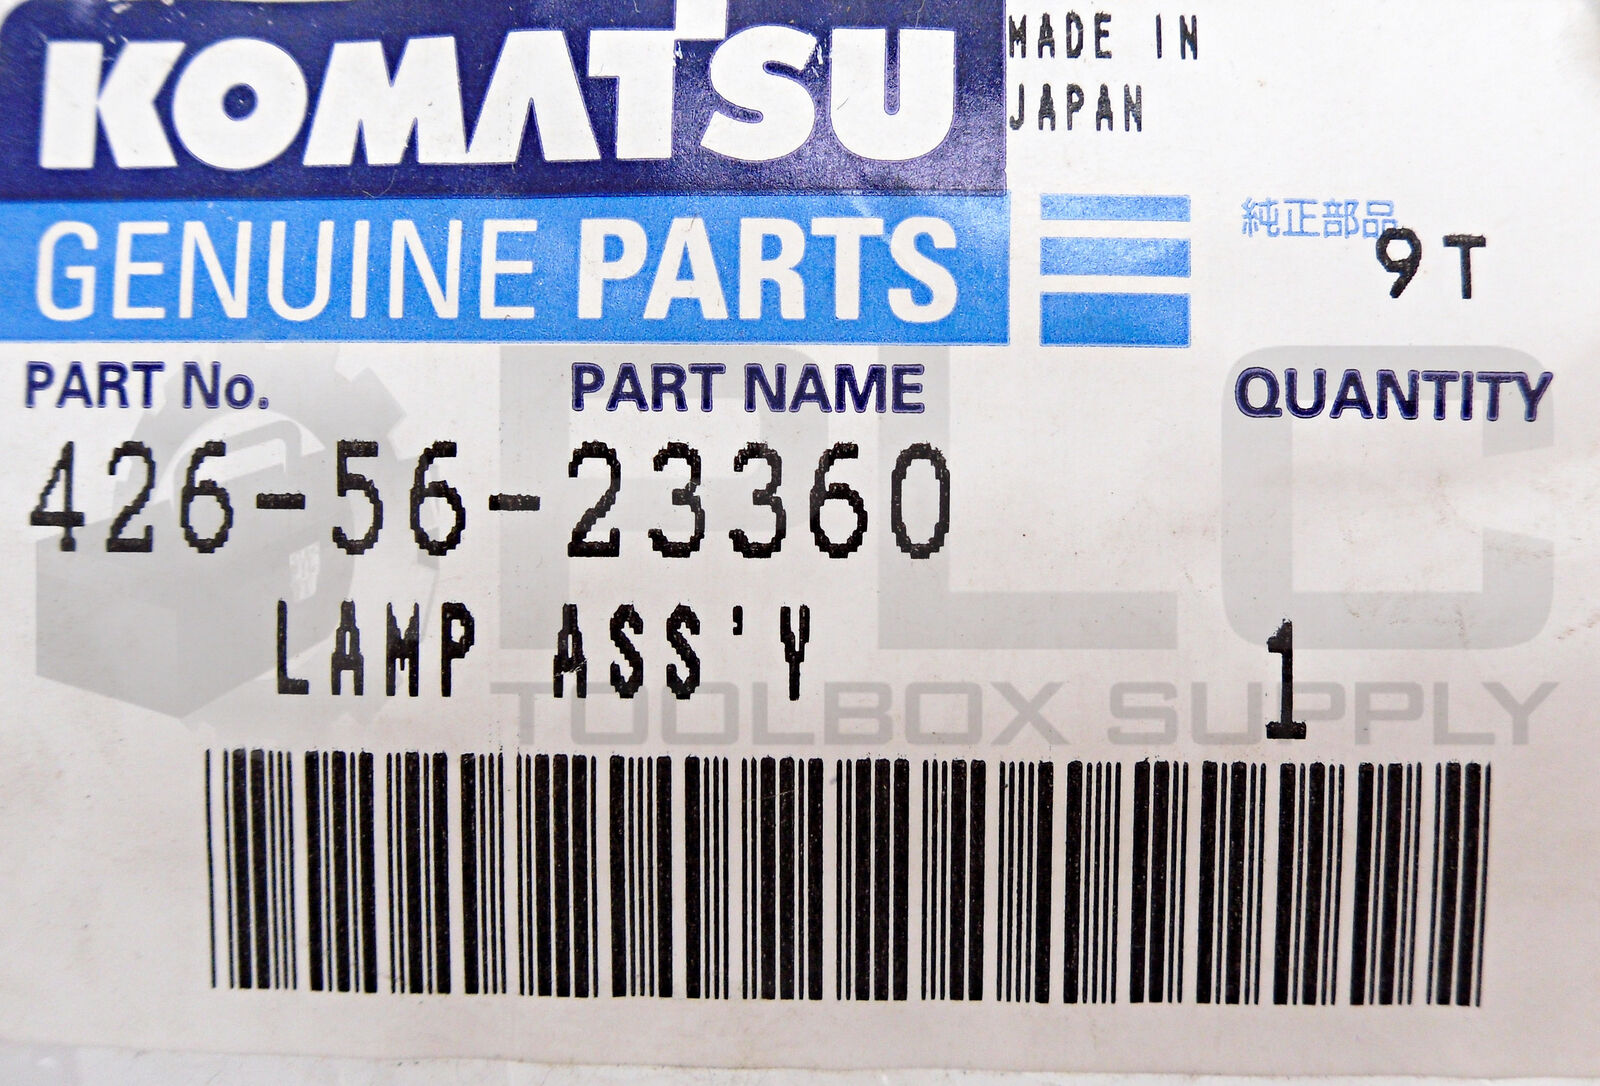 KOMATSU
MADE IN
JAPAN
GENUINE PARTS
純正部品
9T
PART No. PART NAME QUANTITY
426-56-23360
LAMP ASS'Y
1
PLC
TOOLBOX SUPPLY